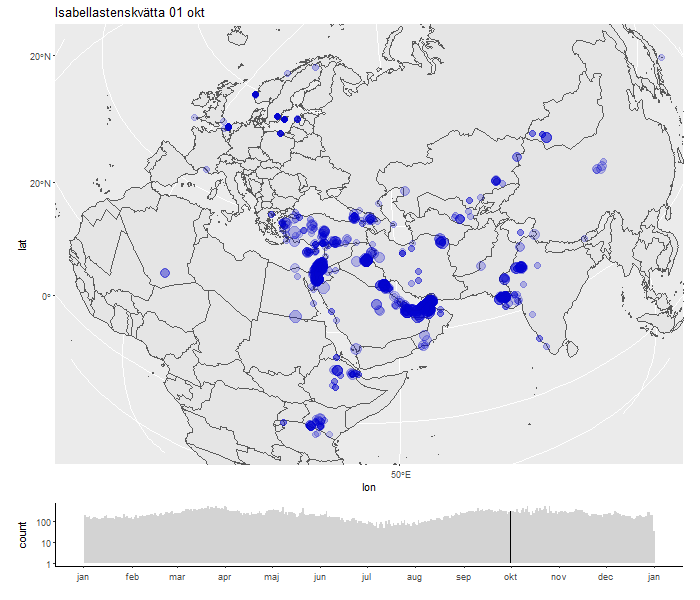 Isabellastenskvätta 01 okt
20°N
20°N
0°
lat
50°E
lon
count
100
10
1
jan feb mar apr maj jun jul aug sep okt nov dec jan